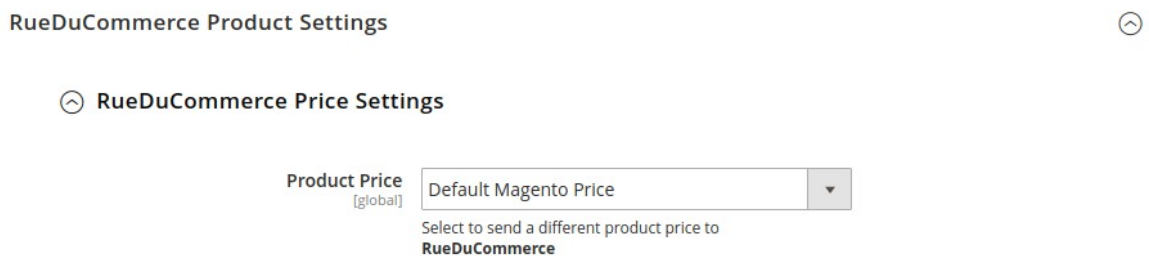 RueDuCommerce Product Settings
RueDuCommerce Price Settings
Product Price
Default Magento Price
[global]
Select to send a different product price to
RueDuCommerce